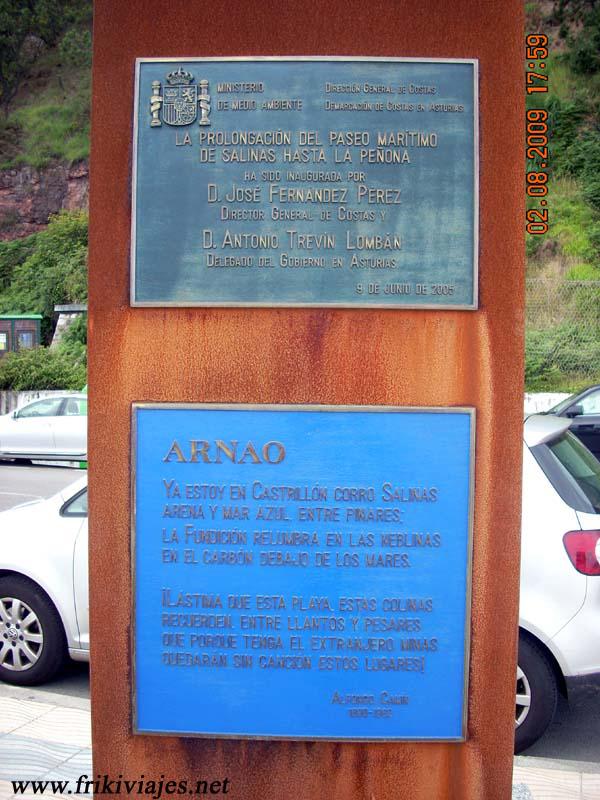 MINISTERIO
DE MEDIO AMBIENTE
DIRECCIÓN GENERAL DE COSTAS
DEMARCACIÓN DE COSTAS EN ASTURIAS
LA PROLONGACIÓN DEL PASEO MARÍTIMO
DE SALINAS HASTA LA PEÑONA
HA SIDO INAUGURADA POR
D. JOSÉ FERNÁNDEZ PÉREZ
DIRECTOR GENERAL DE COSTAS Y
D. ANTONIO TREVÍN LOMBÁN
DELEGADO DEL GOBIERNO EN ASTURIAS
9 DE JUNIO DE 2005
ARNAO
YA ESTOY EN CASTRILLÓN CORRO SALINAS
ARENA Y MAR AZUL, ENTRE PINARES;
LA FUNDICIÓN RELUMBRA EN LAS NEBLINAS
EN EL CARBÓN DEBAJO DE LOS MARES.
¡LÁSTIMA QUE ESTA PLAYA, ESTAS COLINAS
RECUERDEN, ENTRE LLANTOS Y PESARES
QUE PORQUE TENGA EL EXTRANJERO MINAS
QUEDARÁN SIN CANCIÓN ESTOS LUGARES!
ALFONSO CAMÍN
02.08.2009 17:59
www.frikiviajes.net